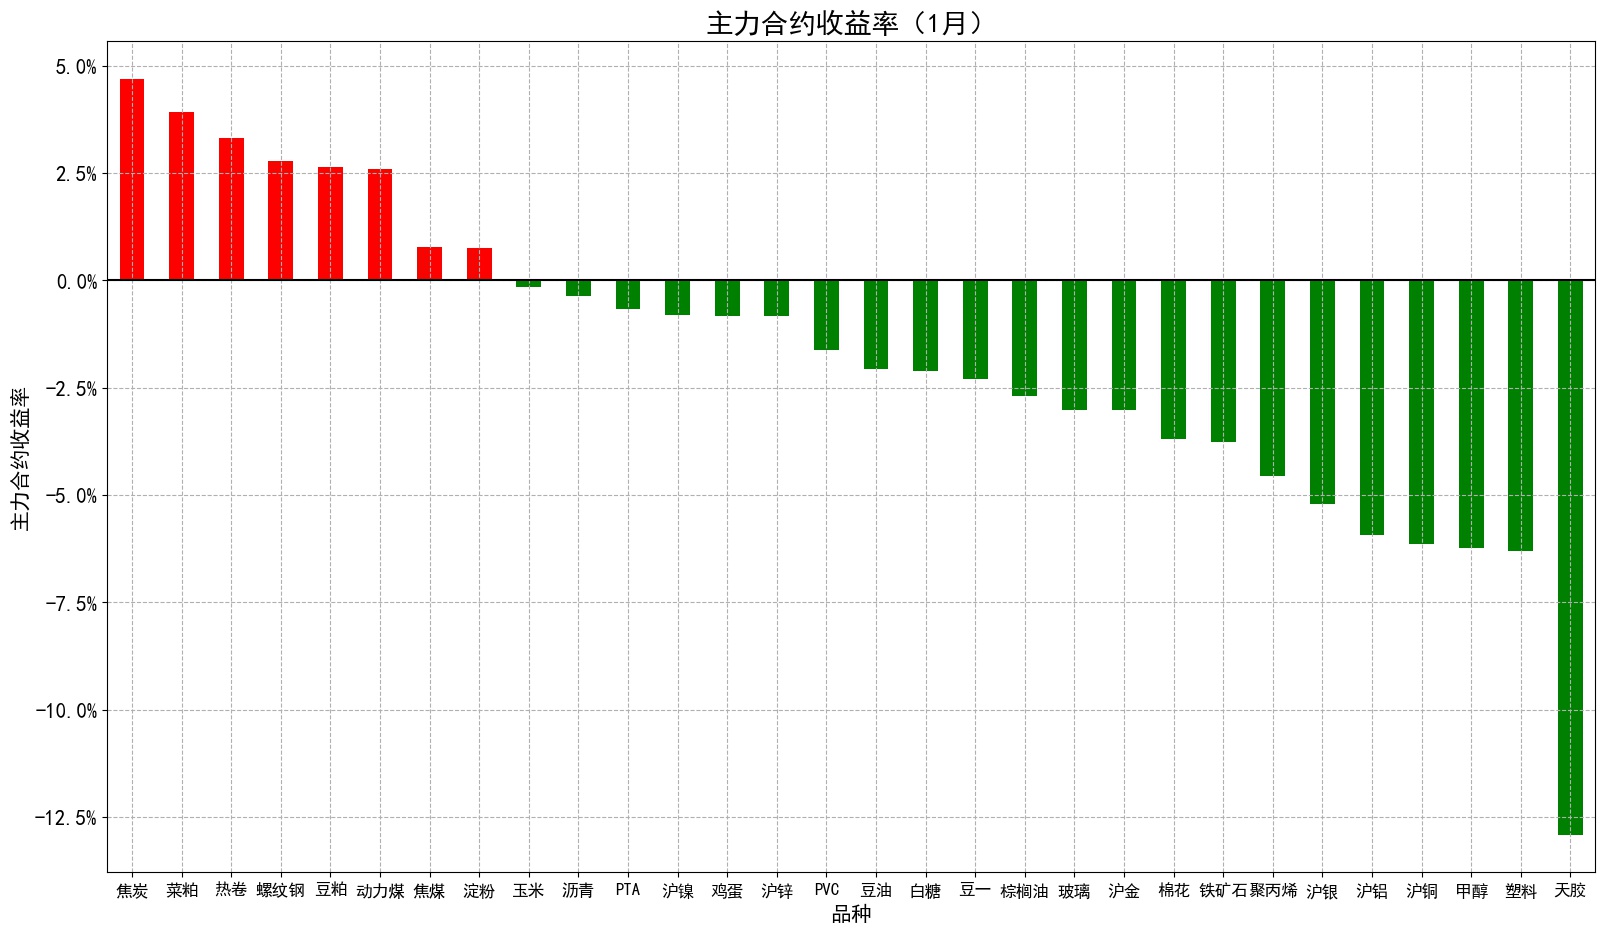 主力合约收益率（1月）
5.0%
2.5%
0.0%
−2.5%
−5.0%
−7.5%
−10.0%
−12.5%
主力合约收益率
焦炭 菜粕 热卷 螺纹钢 豆粕 动力煤 焦煤 淀粉 玉米 沥青 PTA 沪镍 鸡蛋 沪锌 PVC 豆油 白糖 豆一 棕榈油 玻璃 沪金 棉花 铁矿石 聚丙烯 沪银 沪铝 沪铜 甲醇 塑料 天胶
品种